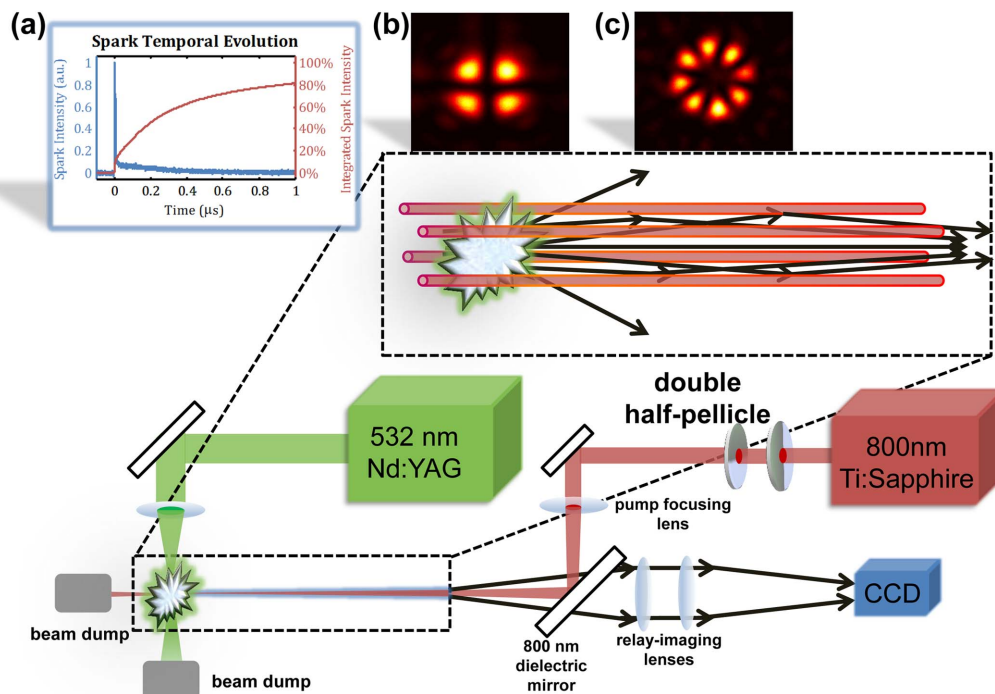 (a)
Spark Temporal Evolution
Spark Intensity (a.u.)
1
0.8
0.6
0.4
0.2
0
100%
80%
60%
40%
20%
0%
Integrated Spark Intensity
0
0.2
0.4
0.6
0.8
1
Time (μs)
(b)
(c)
532 nm
Nd:YAG
double
half-pellicle
800nm
Ti:Sapphire
pump focusing
lens
beam dump
beam dump
800 nm
dielectric
mirror
relay-imaging
lenses
CCD